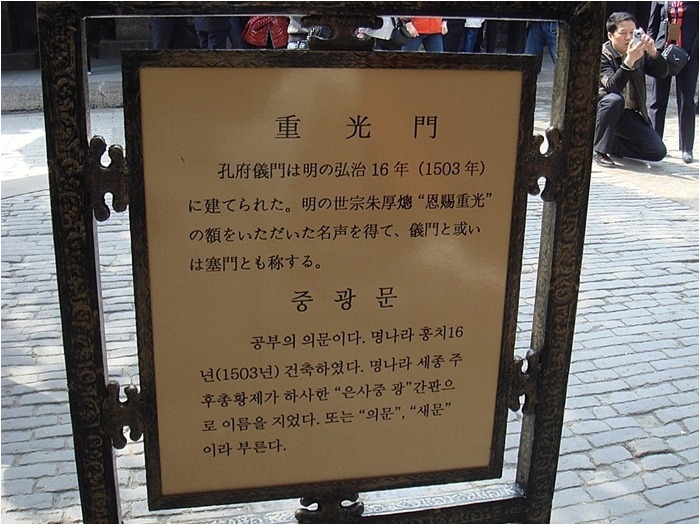 重光門
孔府儀門は明の弘治16年（1503年）
に建てられた。明の世宗朱厚熜“恩賜重光”
の額をいただいた名声を得て、儀門と或い
は塞門とも称する。
중광문
공부의 의문이다. 명나라 홍치16
년(1503년) 건축하였다. 명나라 세종 주
후총황제가 하사한 “은사중 광”간판으
로 이름을 지었다. 또는 “의문”, “새문”
이라 부른다.